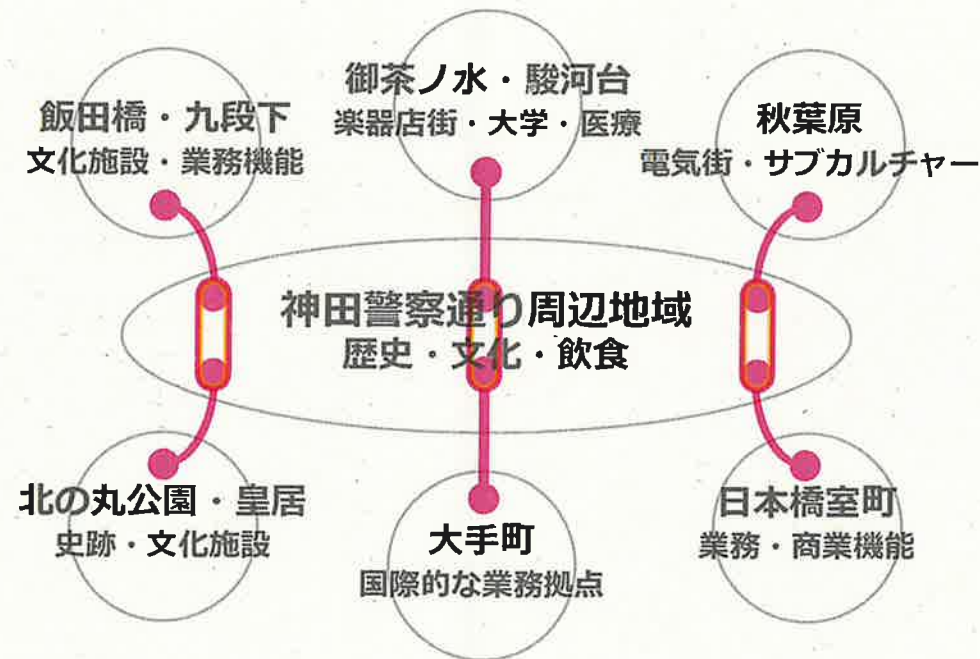 御茶ノ水・駿河台
楽器店街・大学・医療
飯田橋・九段下
文化施設・業務機能
秋葉原
電気街・サブカルチャー
神田警察通り周辺地域
歴史・文化・飲食
北の丸公園・皇居
史跡・文化施設
大手町
国際的な業務拠点
日本橋室町
業務・商業機能